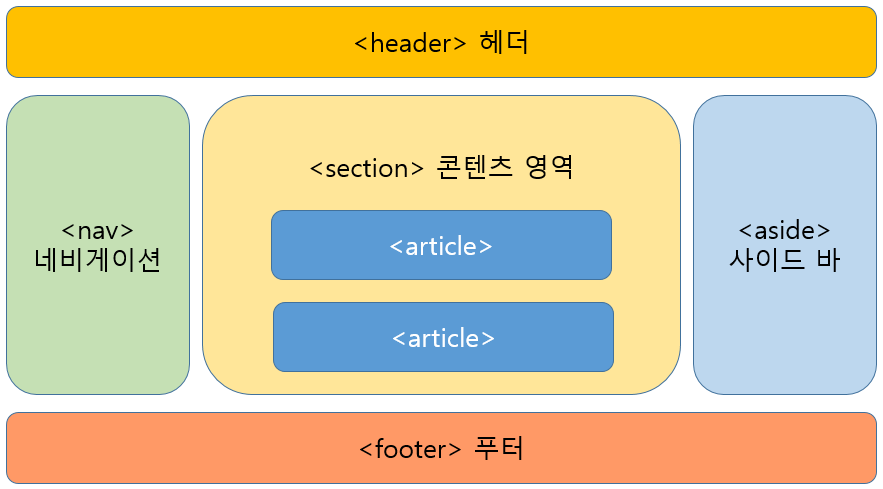 <header> 헤더
<nav>
네비게이션
<section> 콘텐츠 영역
<article>
<article>
<aside>
사이드 바
<footer> 푸터